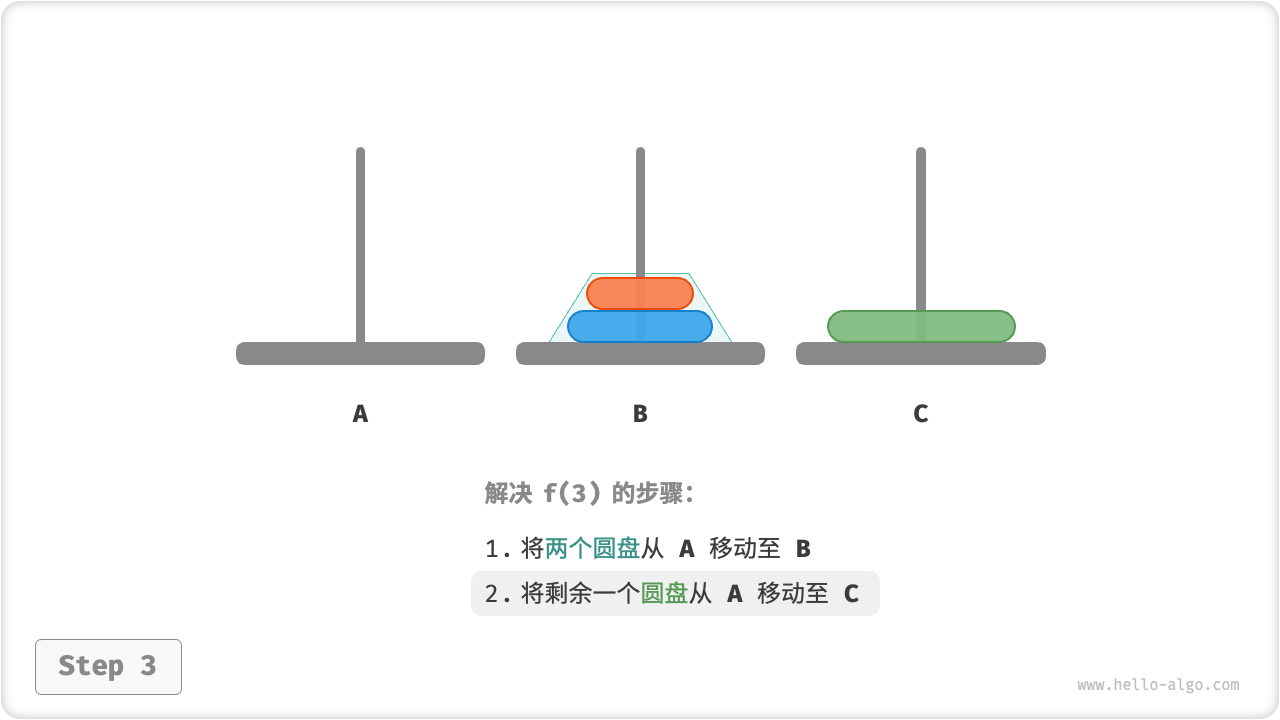 A B C
解决 f(3) 的步骤：
1. 将两个圆盘从 A 移动至 B
2. 将剩余一个圆盘从 A 移动至 C
Step 3
www.hello-algo.com